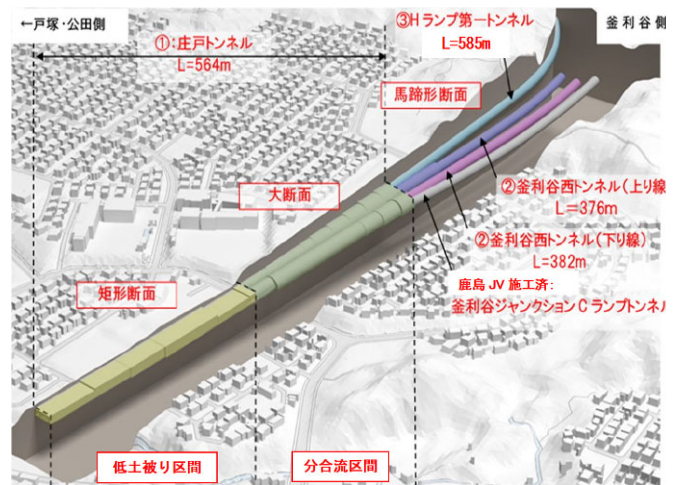 ←戸塚・公田側
釜利谷側
①:庄戸トンネル
L=564m
③Hランプ第一トンネル
L=585m
馬蹄形断面
大断面
②釜利谷西トンネル(上り線)
L=376m
②釜利谷西トンネル(下り線)
L=382m
矩形断面
鹿島JV施工済:
釜利谷ジャンクションCランプトンネル
低土被り区間
分合流区間